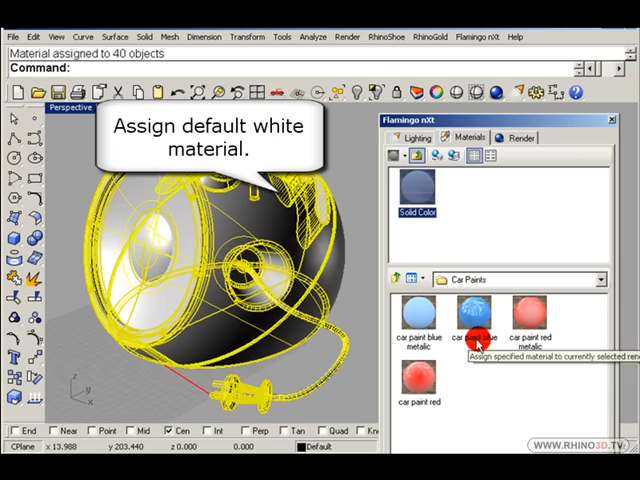 File Edit View Curve Surface Solid Mesh Dimension Transform Tools Analyze Render RhinoShoe RhinoGold Flamingo nXt Help
Material assigned to 40 objects
Command:
Perspective
Assign default white
material.
Flamingo nXt
Lighting Materials Render
Solid Color
Car Paints
car paint blue
metalic
car paint blue
car paint red
metalic
Assign specified material to currently selected
car paint red
z
y
x
End Near Point Mid Cen Int Perp Tan Quad
CPlane x 13.988 y 203.440 z 0.000 0.000 Default
WWW.RHINO3D.TV